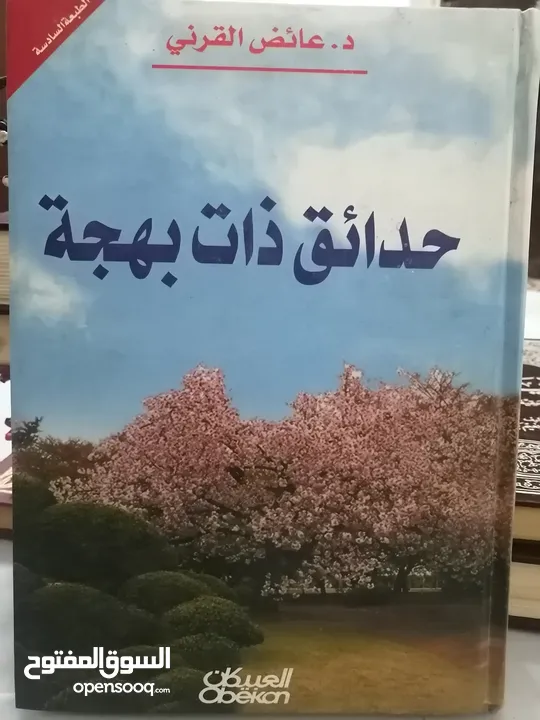 الطبعة السادسة
د. عائض القرني
حدائق ذات بهجة
العبيكان
Obekan
السوق المفتوح
opensooq.com